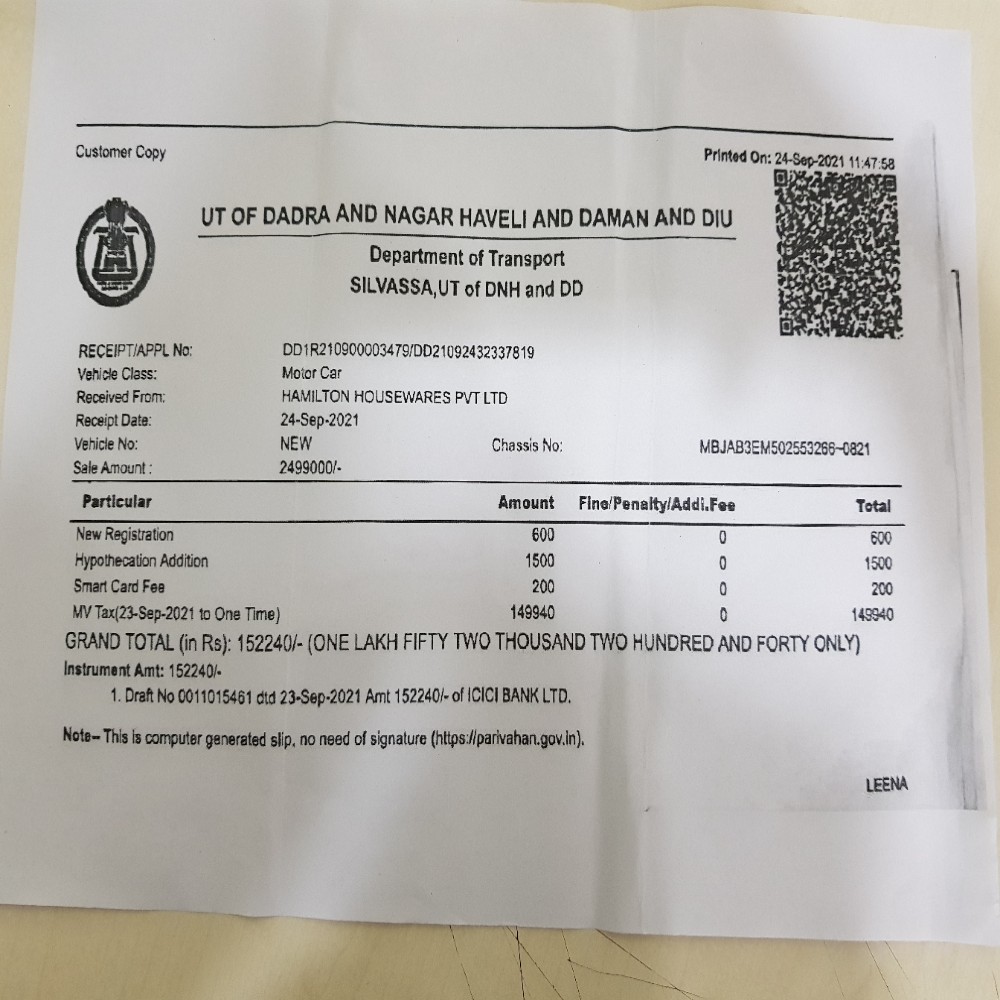 Customer Copy
Printed On: 24-Sep-2021 11:47:58
UT OF DADRA AND NAGAR HAVELI AND DAMAN AND DIU
Department of Transport
SILVASSA,UT of DNH and DD
RECEIPT/APPL No: DD1R210900003479/DD21092432337819
Vehicle Class: Motor Car
Received From: HAMILTON HOUSEWARES PVT LTD
Receipt Date: 24-Sep-2021
Vehicle No: NEW Chassis No: MBJAB3EM502553266-0821
Sale Amount : 2499000/-
Particular Amount Fine/Penalty/Addi.Fee Total
New Registration 600 0 600
Hypothecation Addition 1500 0 1500
Smart Card Fee 200 0 200
MV Tax(23-Sep-2021 to One Time) 149940 0 149940
GRAND TOTAL (in Rs): 152240/- (ONE LAKH FIFTY TWO THOUSAND TWO HUNDRED AND FORTY ONLY)
Instrument Amt: 152240/-
1. Draft No 0011015461 dtd 23-Sep-2021 Amt 152240/- of ICICI BANK LTD.
Note-- This is computer generated slip, no need of signature (https://parivahan.gov.in).
LEENA